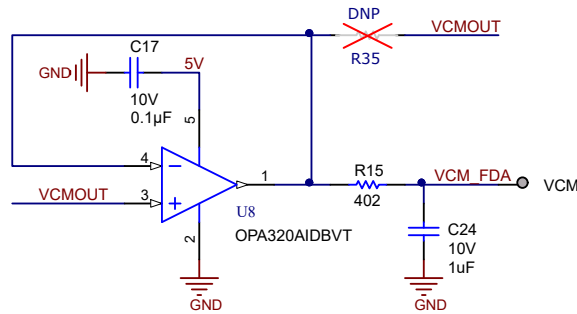 DNP
VCMOUT
R35
C17
5V
GND
10V
0.1µF
5
4
1
R15
VCM_FDA
VCM
VCMOUT
3
402
U8
OPA320AIDBVT
2
C24
10V
1uF
GND
GND